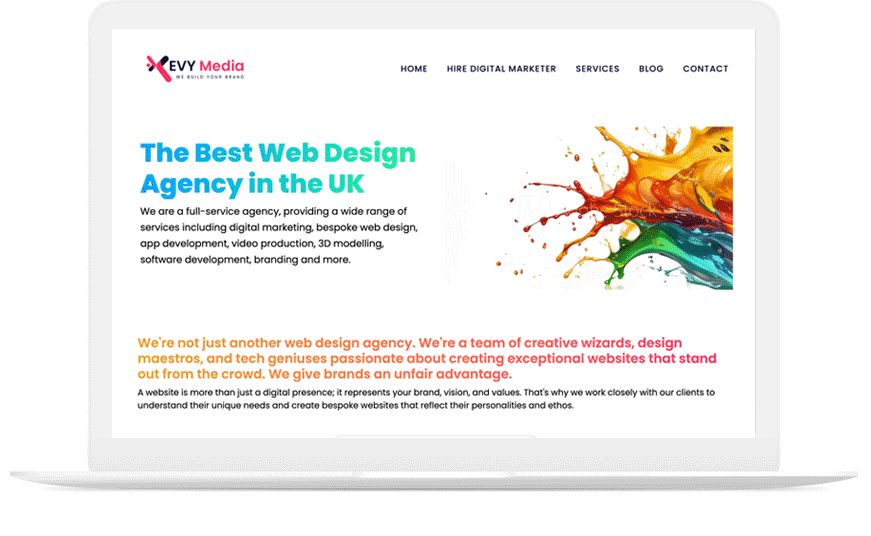 XEVY Media
WE BUILD YOUR BRAND
HOME HIRE DIGITAL MARKETER SERVICES BLOG CONTACT
The Best Web Design
Agency in the UK
We are a full-service agency, providing a wide range of
services including digital marketing, bespoke web design,
app development, video production, 3D modelling,
software development, branding and more.
We're not just another web design agency. We're a team of creative wizards, design
maestros, and tech geniuses passionate about creating exceptional websites that stand
out from the crowd. We give brands an unfair advantage.
A website is more than just a digital presence; it represents your brand, vision, and values. That's why we work closely with our clients to
understand their unique needs and create bespoke websites that reflect their personalities and ethos.